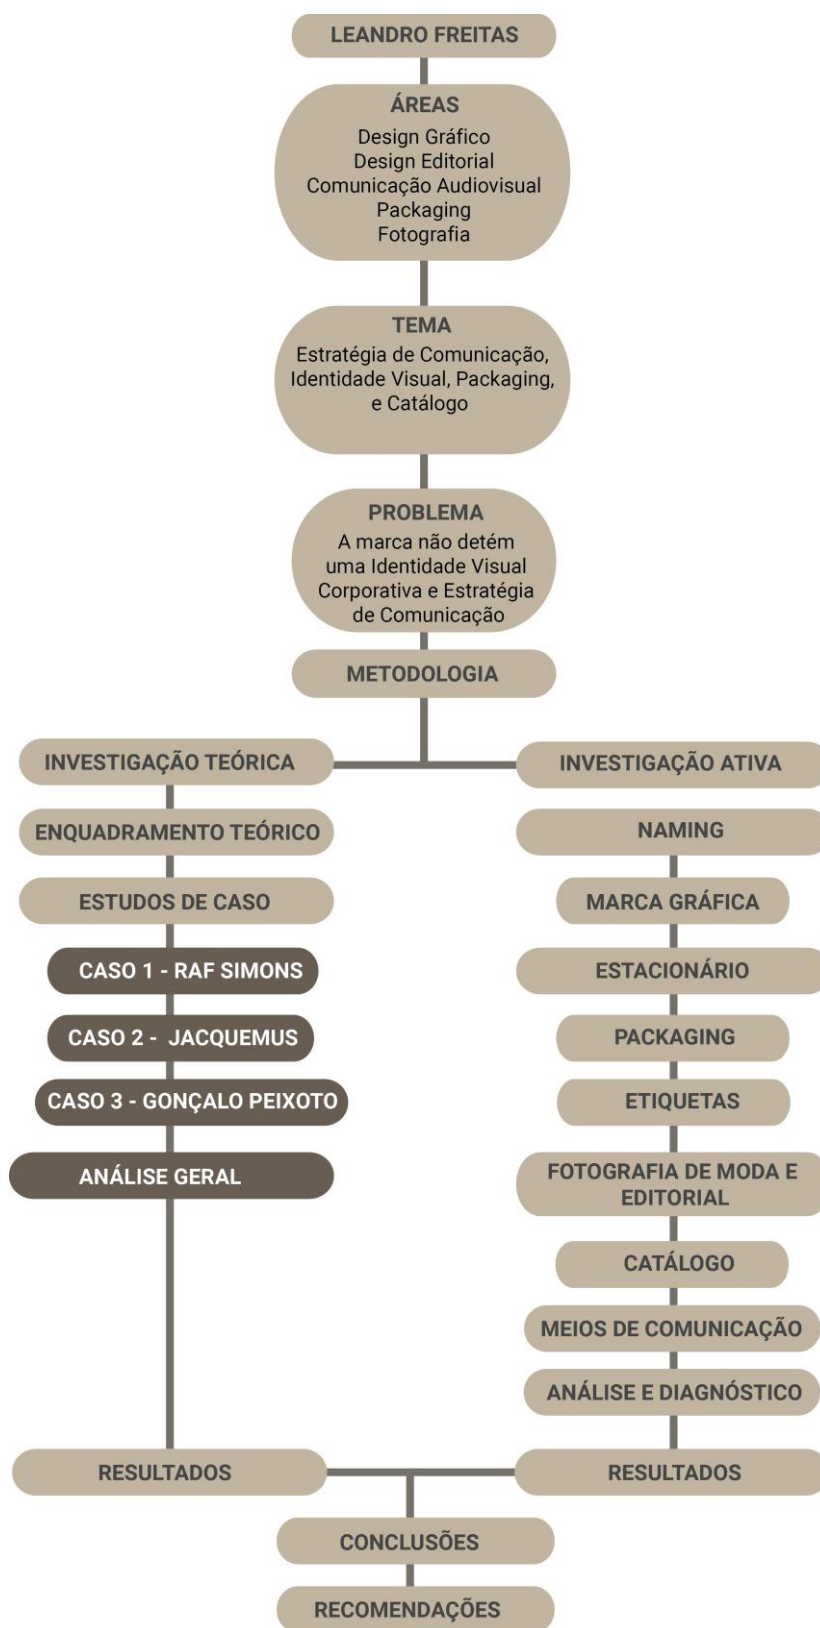 LEANDRO FREITAS
ÁREAS
Design Gráfico
Design Editorial
Comunicação Audiovisual
Packaging
Fotografia
TEMA
Estratégia de Comunicação,
Identidade Visual, Packaging,
e Catálogo
PROBLEMA
A marca não detém
uma Identidade Visual
Corporativa e Estratégia
de Comunicação
METODOLOGIA
INVESTIGAÇÃO TEÓRICA
ENQUADRAMENTO TEÓRICO
ESTUDOS DE CASO
CASO 1 - RAF SIMONS
CASO 2 - JACQUEMUS
CASO 3 - GONÇALO PEIXOTO
ANÁLISE GERAL
RESULTADOS
INVESTIGAÇÃO ATIVA
NAMING
MARCA GRÁFICA
ESTACIONÁRIO
PACKAGING
ETIQUETAS
FOTOGRAFIA DE MODA E
EDITORIAL
CATÁLOGO
MEIOS DE COMUNICAÇÃO
ANÁLISE E DIAGNÓSTICO
RESULTADOS
CONCLUSÕES
RECOMENDAÇÕES